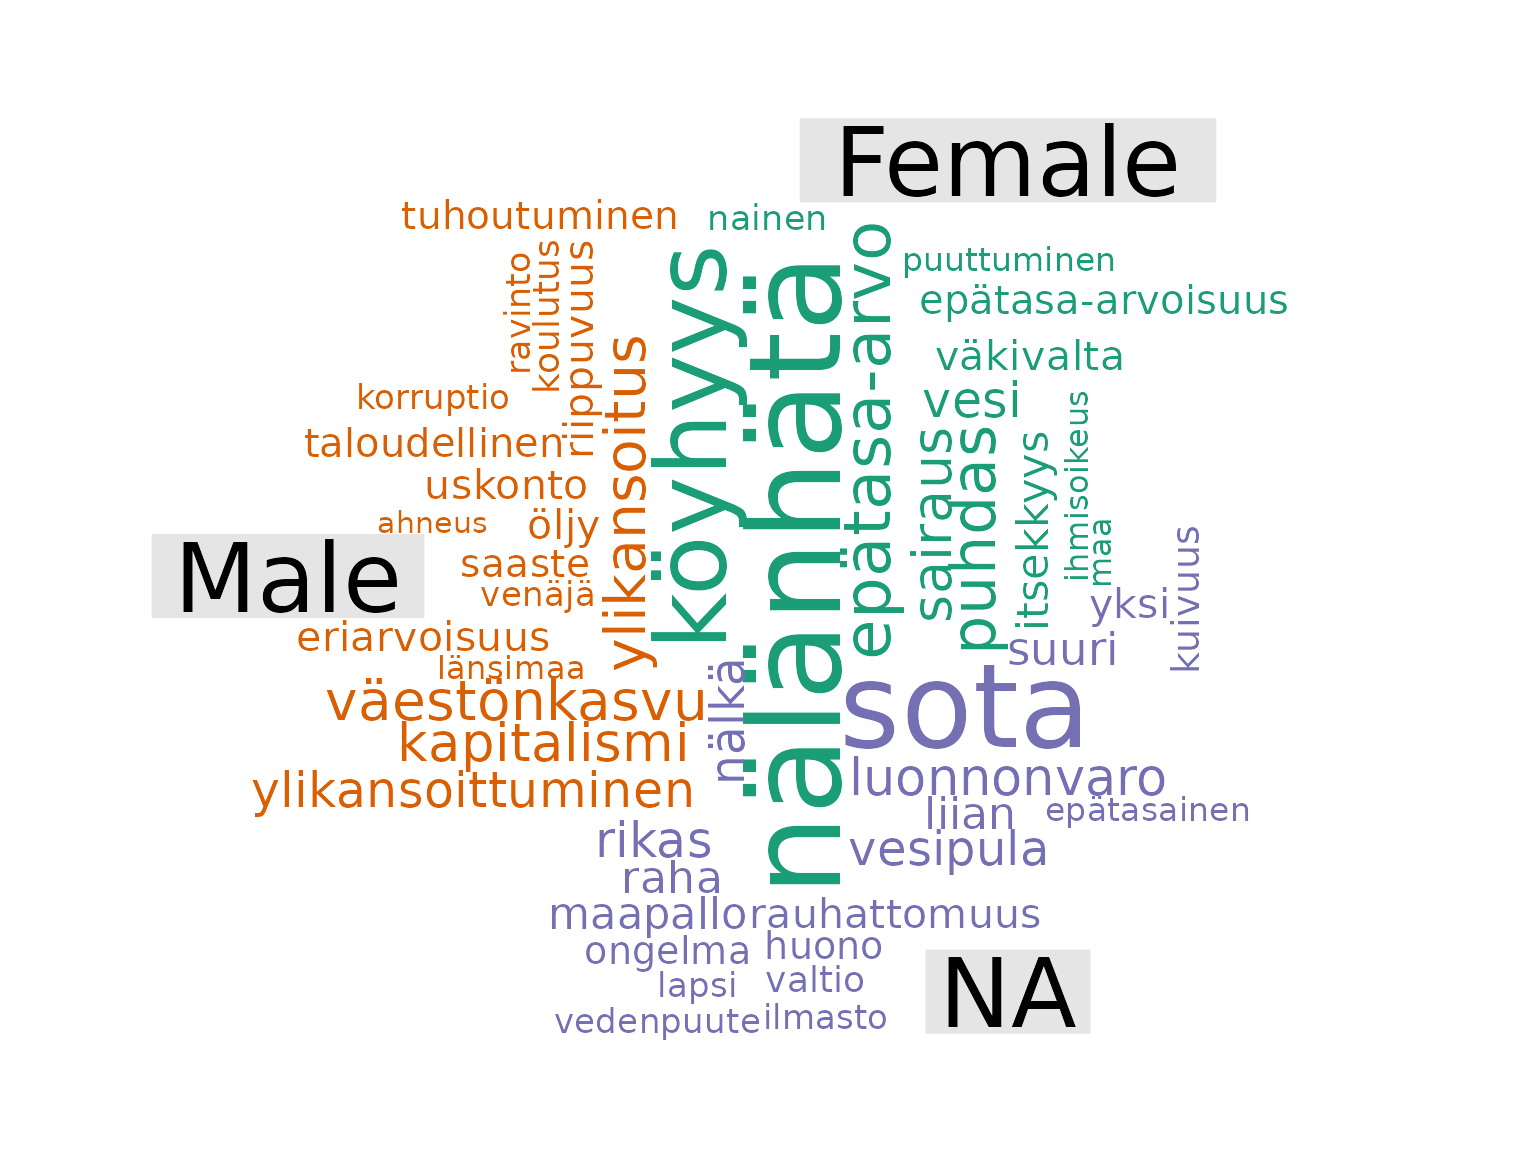 Female
tuhoutuminen
nainen
ravinto
koulutus
riippuvuus
ylikansoitus
köyhyys
nälänhätä
epätasa-arvo
puuttuminen
epätasa-arvoisuus
väkivalta
vesi
sairaus
puhdas
itsekkyys
ihmisoikeus
maa
korruptio
taloudellinen
uskonto
ahneus
öljy
Male
saaste
venäjä
eriarvoisuus
länsimaa
väestönkasvu
kapitalismi
ylikansoittuminen
nälkä
yksi
kuivuus
suuri
sota
luonnonvaro
liian
epätasainen
vesipula
rikas
raha
maapallo
rauhattomuus
ongelma
huono
lapsi
valtio
vedenpuute
ilmasto
NA